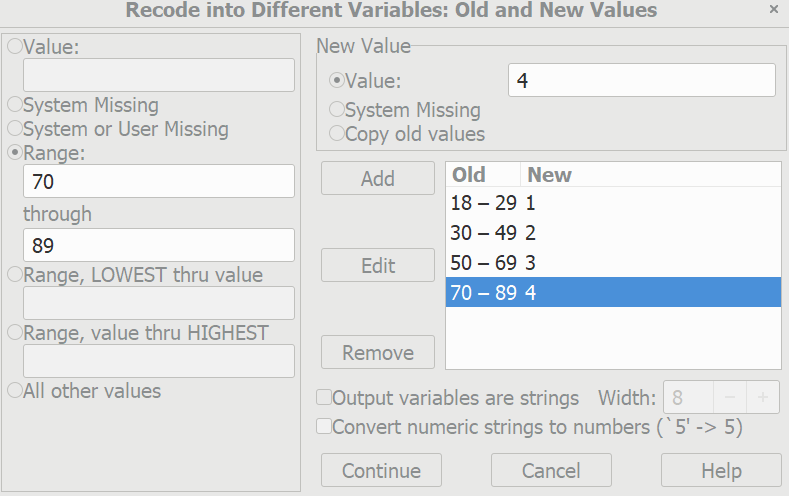 Recode into Different Variables: Old and New Values ×
Value:
System Missing
System or User Missing
Range:
70
through
89
Range, LOWEST thru value
Range, value thru HIGHEST
All other values
New Value
Value: 4
System Missing
Copy old values
Add
Edit
Remove
Old New
18 – 29 1
30 – 49 2
50 – 69 3
70 – 89 4
Output variables are strings Width: 8 − +
Convert numeric strings to numbers (`5' -> 5)
Continue Cancel Help